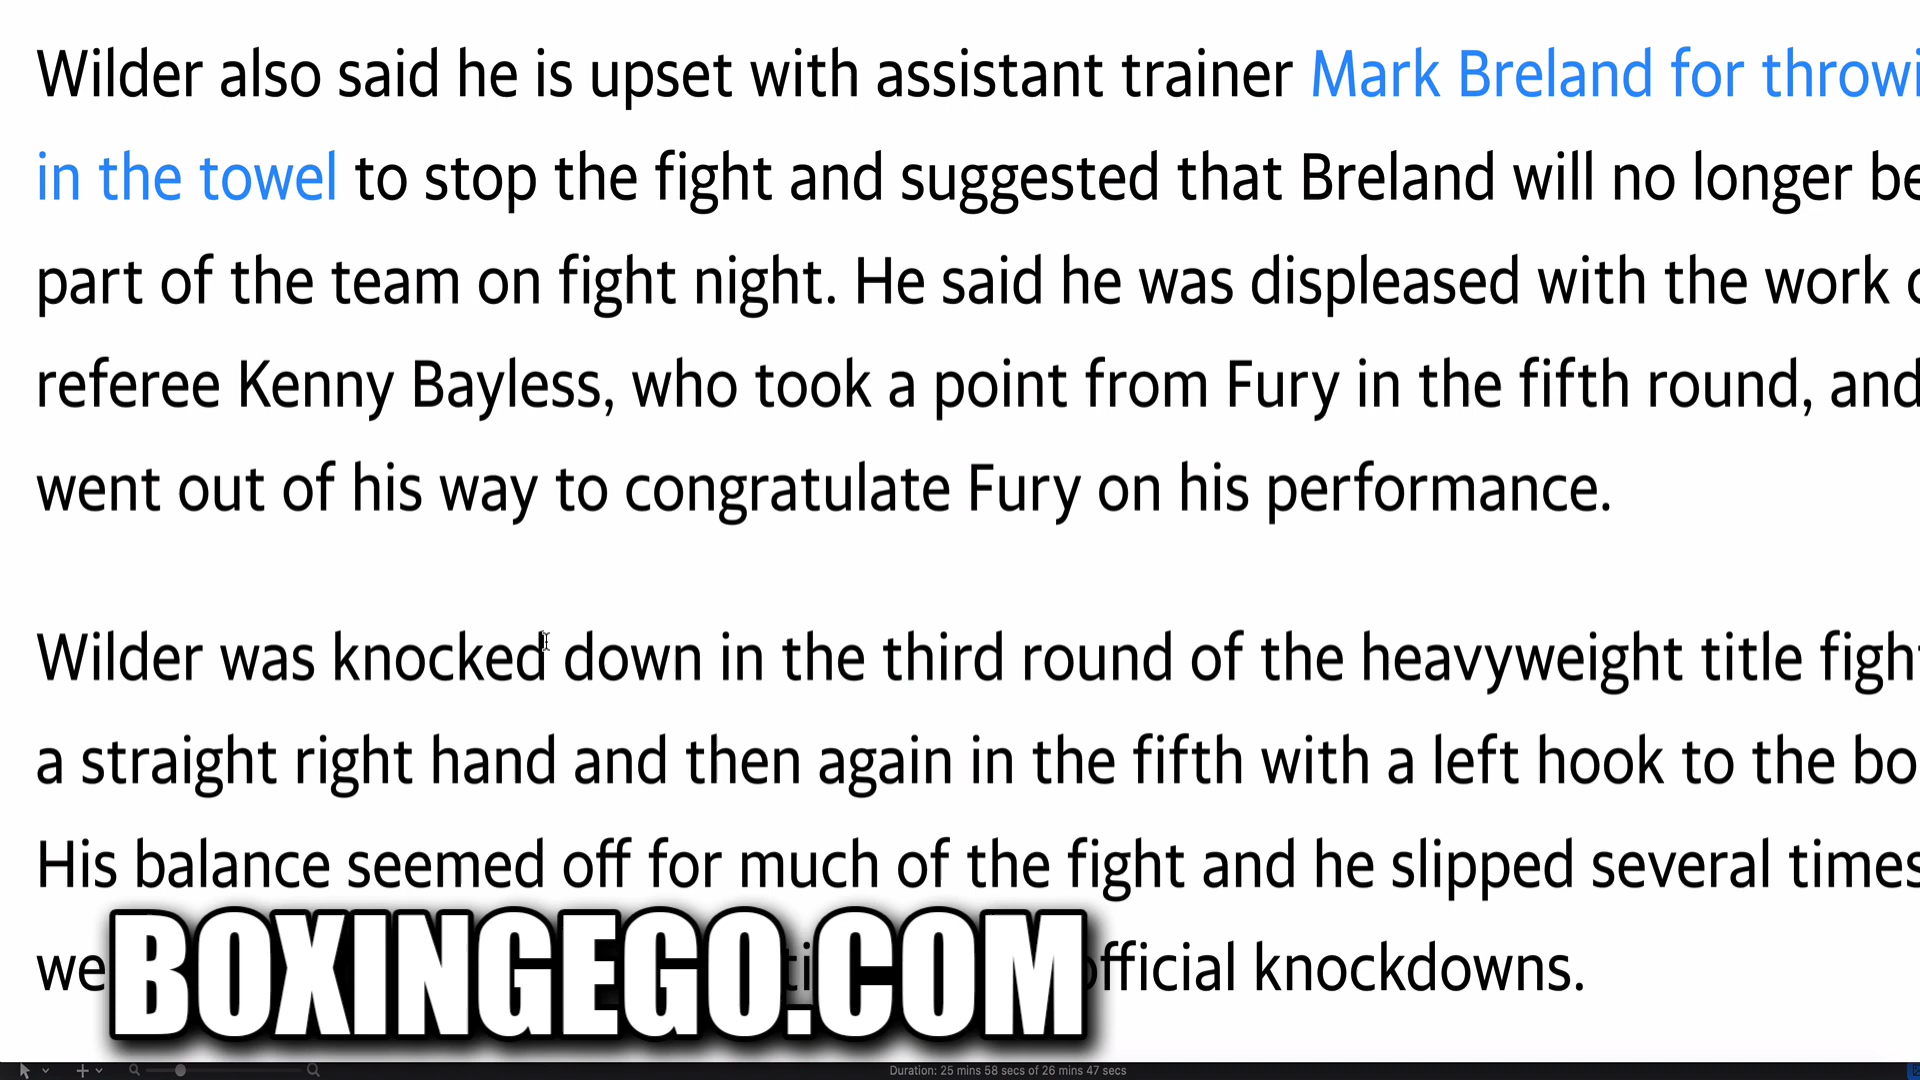 Wilder also said he is upset with assistant trainer Mark Breland for throwi
in the towel to stop the fight and suggested that Breland will no longer be
part of the team on fight night. He said he was displeased with the work
referee Kenny Bayless, who took a point from Fury in the fifth round, and
went out of his way to congratulate Fury on his performance.
Wilder was knocked down in the third round of the heavyweight title figh
a straight right hand and then again in the fifth with a left hook to the bo
His balance seemed off for much of the fight and he slipped several times
we official knockdowns.
BOXINGEGO.COM
Duration: 25 mins 58 secs of 26 mins 47 secs